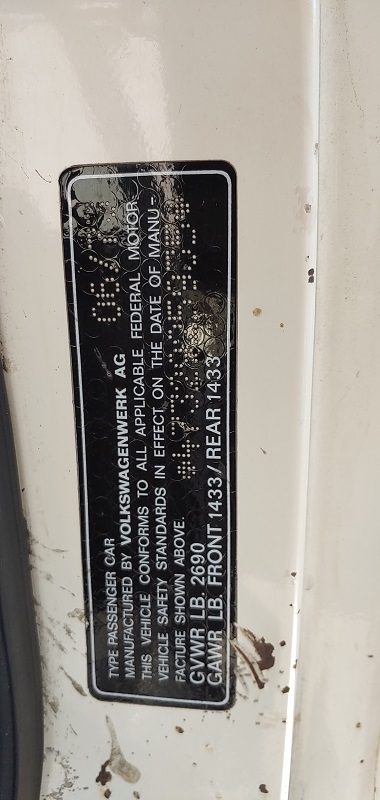 TYPE PASSENGER CAR
MANUFACTURED BY VOLKSWAGENWERK AG
THIS VEHICLE CONFORMS TO ALL APPLICABLE FEDERAL MOTOR
VEHICLE SAFETY STANDARDS IN EFFECT ON THE DATE OF MANU-
FACTURE SHOWN ABOVE.
GVWR LB. 2690
GAWR LB. FRONT 1433 / REAR 1433